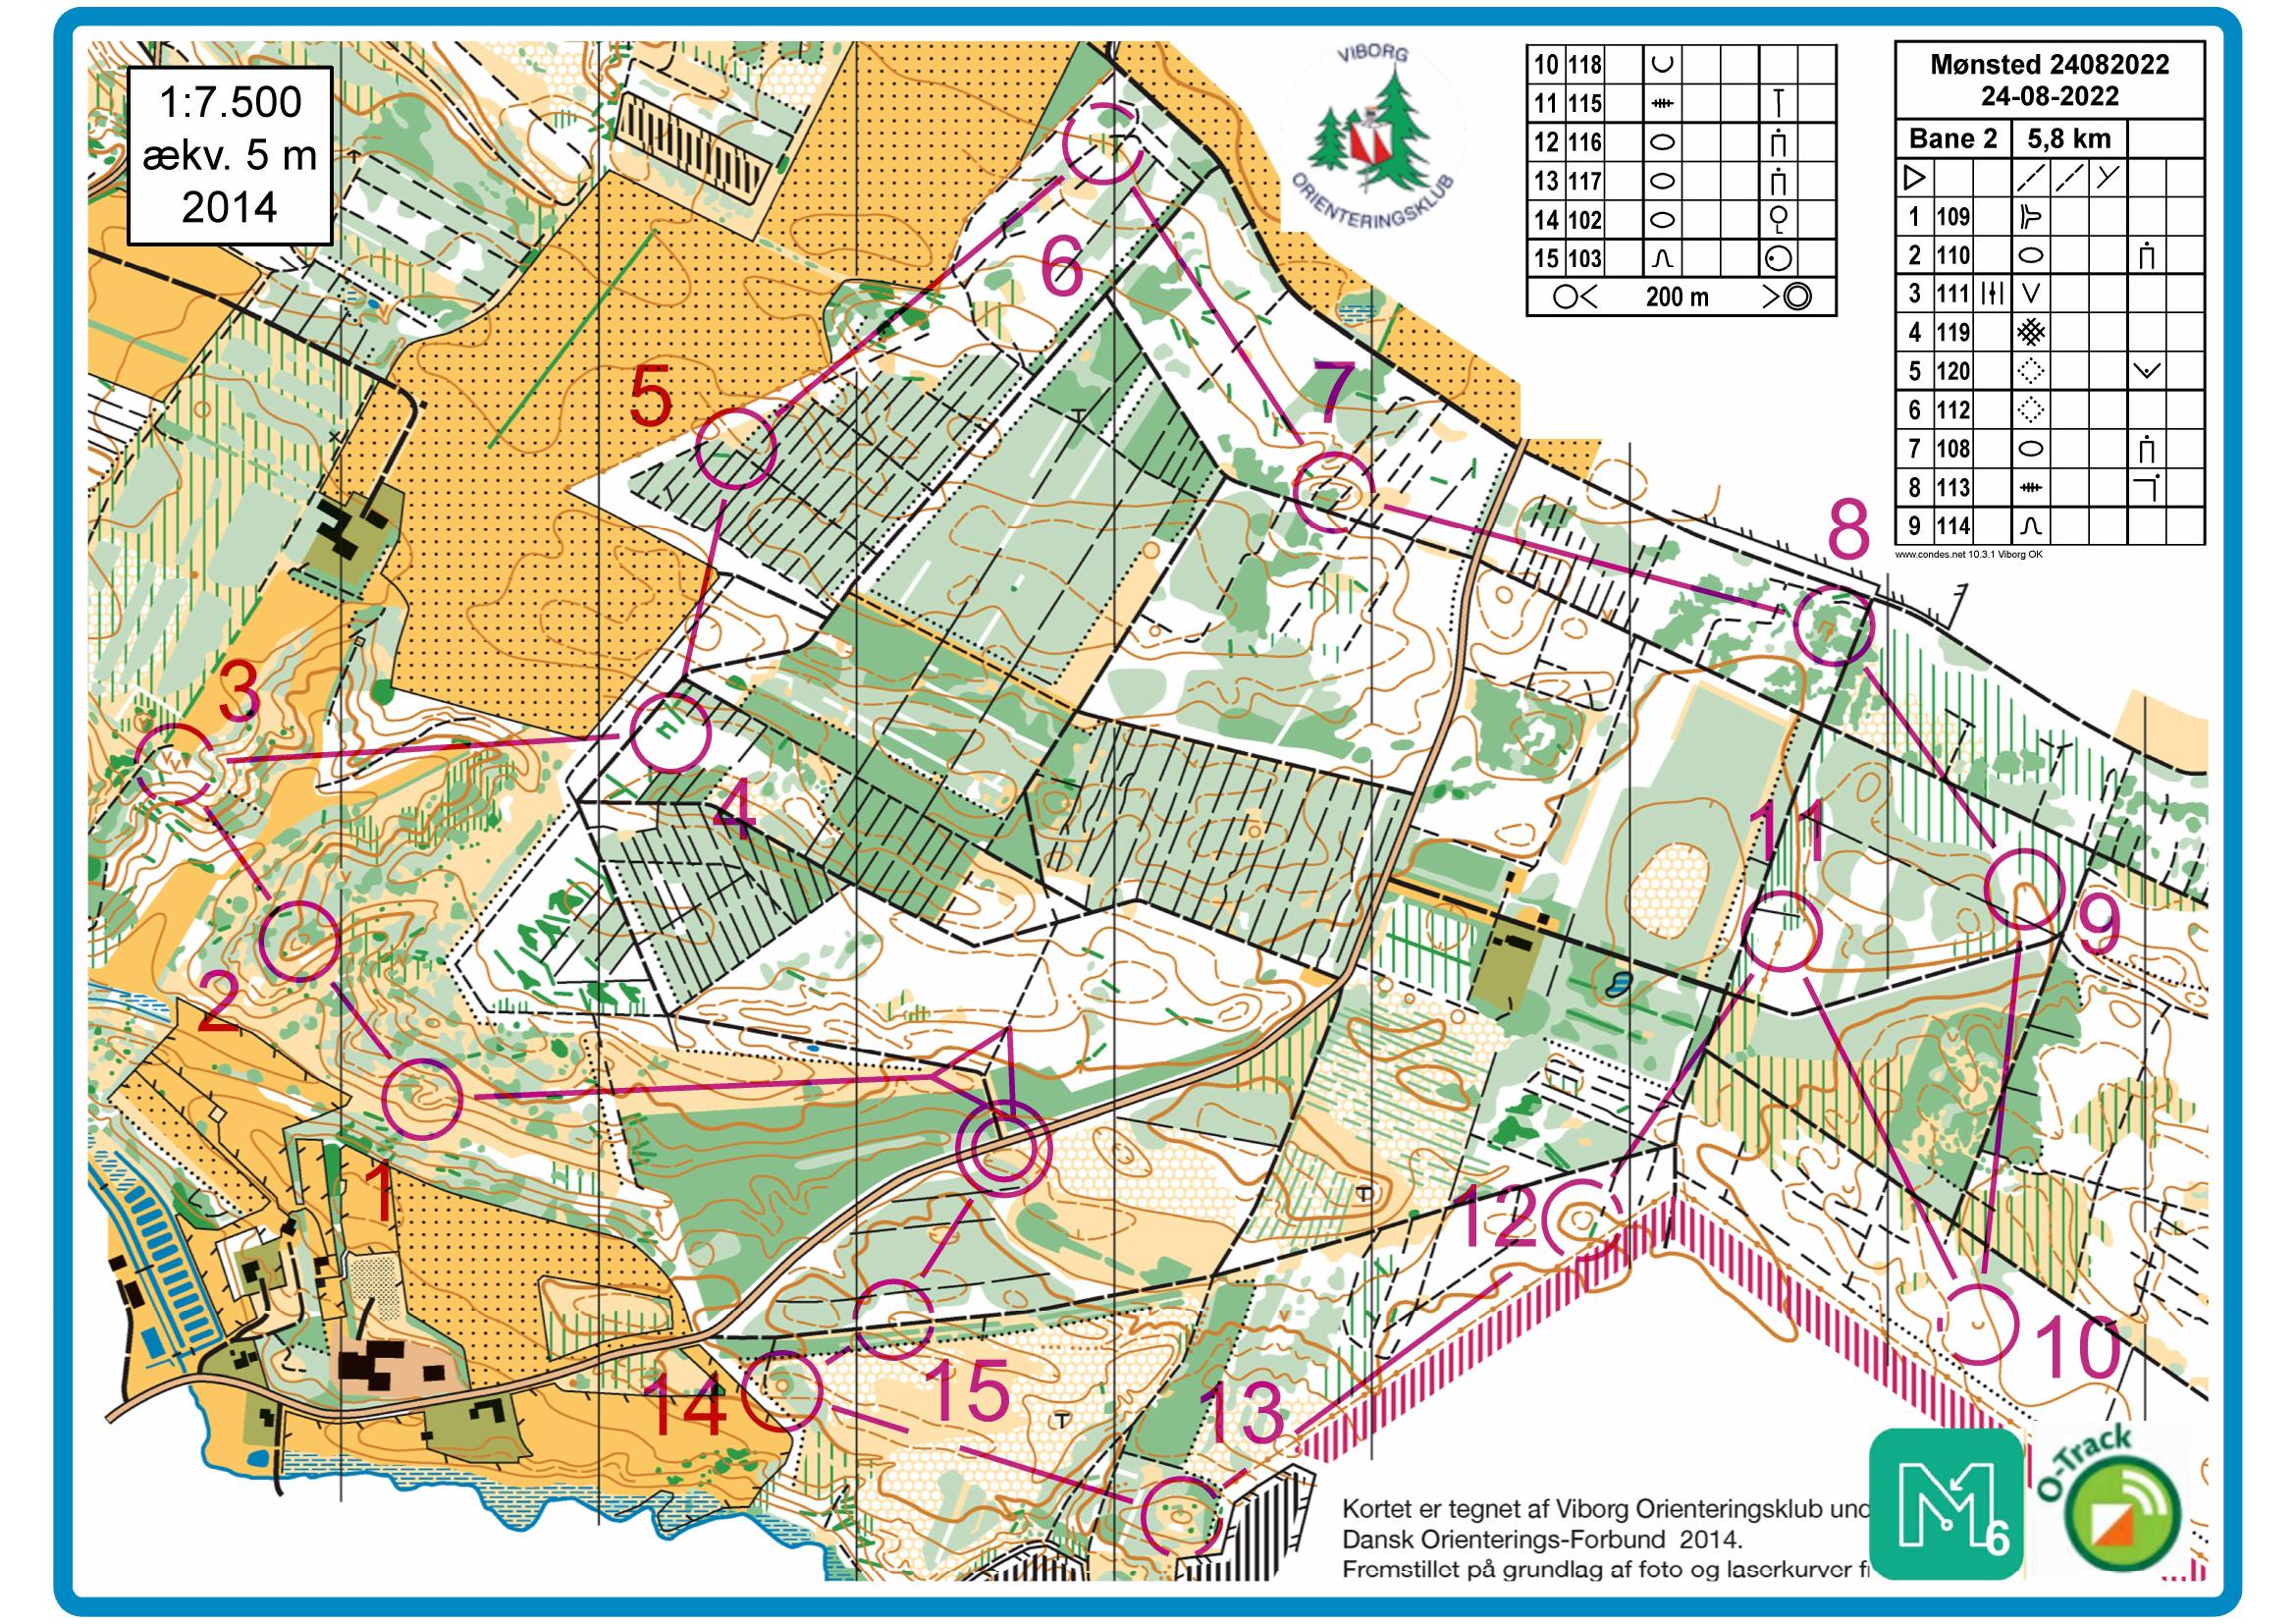 1:7.500
ækv. 5 m
2014
VIBORG
ORIENTERINGSKLUB
10 118
11 115
12 116
13 117
14 102
15 103
200 m
Mønsted 24082022
24-08-2022
Bane 2 5,8 km
1 109
2 110
3 111
4 119
5 120
6 112
7 108
8 113
9 114
www.condes.net 10.3.1 Viborg OK
6
5
7
8
3
4
11
9
2
1
12
10
15
14
13
Kortet er tegnet af Viborg Orienteringsklub und
Dansk Orienterings-Forbund 2014.
Fremstillet på grundlag af foto og laserkurver f
M6
O-Track